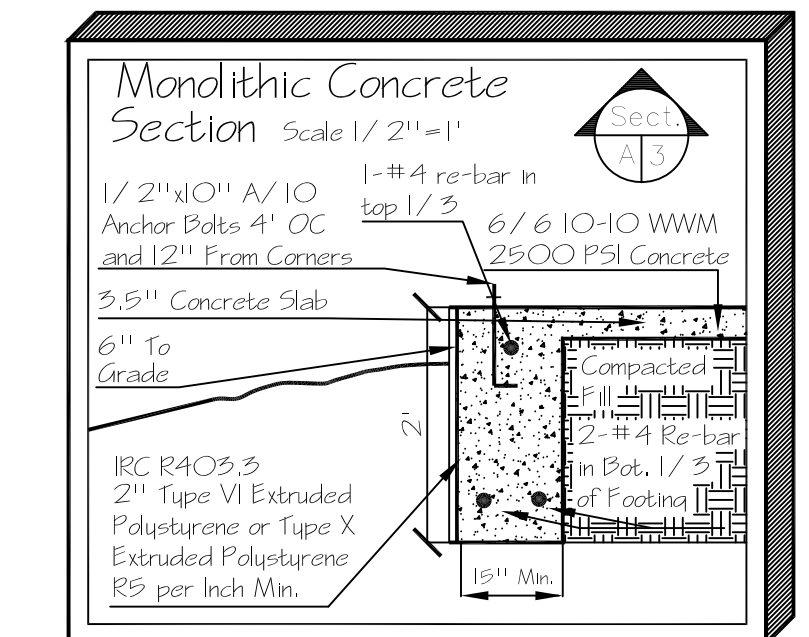 Monolithic Concrete
Section Scale 1/2"=1'
Sect.
A 3
1-#4 re-bar in
top 1/3
1/2"x10" A/10
Anchor Bolts 4' OC
and 12" From Corners
6/6 10-10 WWM
2500 PSI Concrete
3.5" Concrete Slab
6" To
Grade
Compacted
Fill
2'
2-#4 Re-bar
in Bot. 1/3
of Footing
IRC R403.3
2" Type VI Extruded
Polysturene or Type X
Extruded Polysturene
R5 per Inch Min.
15" Min.